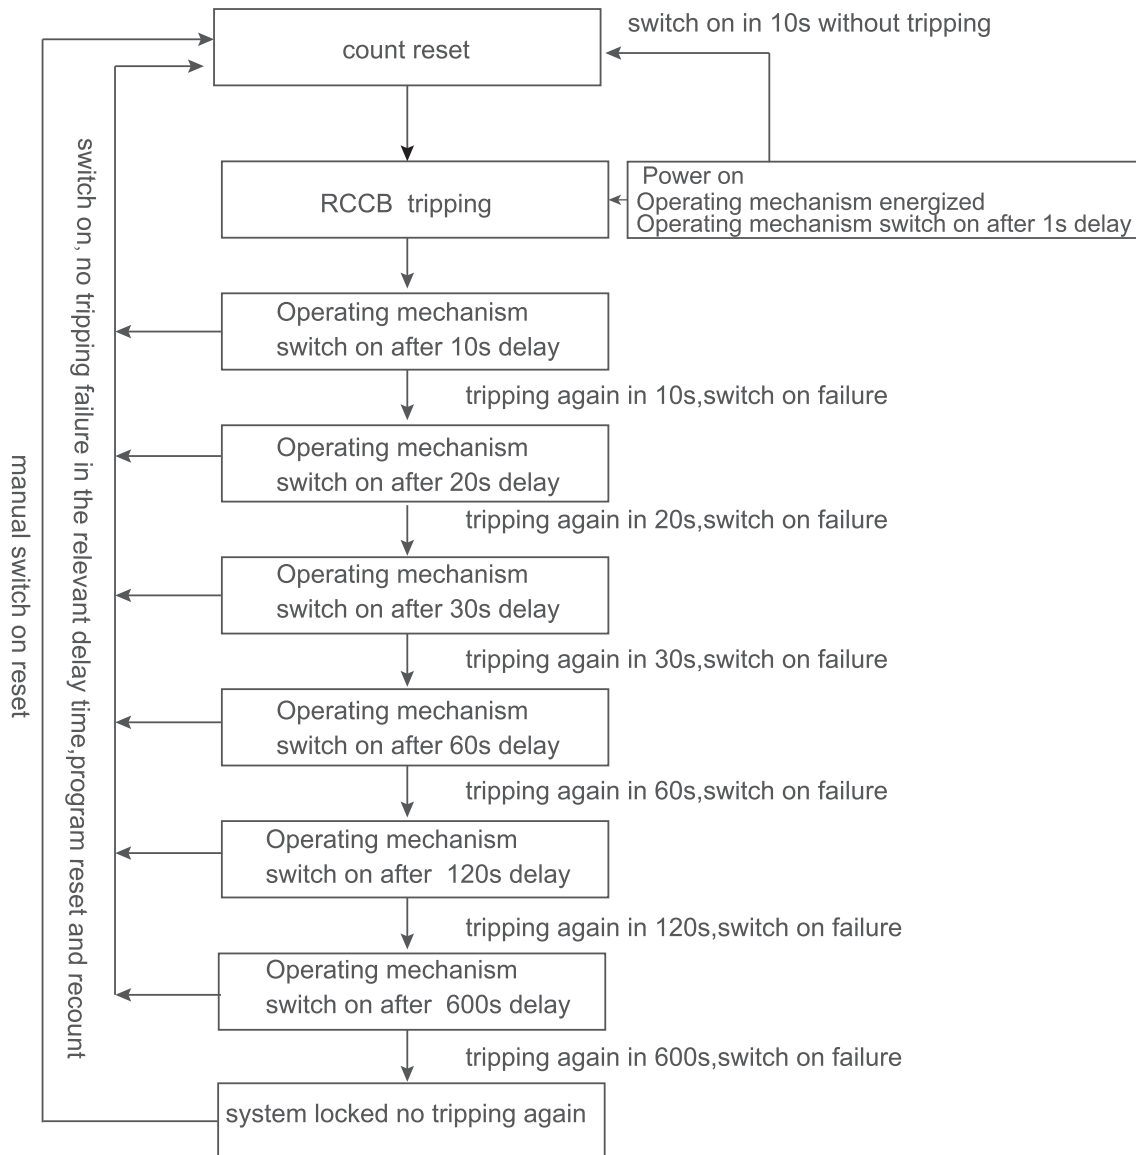 switch on in 10s without tripping
count reset
Power on
Operating mechanism energized
Operating mechanism switch on after 1s delay
RCCB tripping
Operating mechanism
switch on after 10s delay
tripping again in 10s,switch on failure
Operating mechanism
switch on after 20s delay
tripping again in 20s,switch on failure
Operating mechanism
switch on after 30s delay
tripping again in 30s,switch on failure
Operating mechanism
switch on after 60s delay
tripping again in 60s,switch on failure
Operating mechanism
switch on after 120s delay
tripping again in 120s,switch on failure
Operating mechanism
switch on after 600s delay
tripping again in 600s,switch on failure
system locked no tripping again
switch on, no tripping failure in the relevant delay time,program reset and recount
manual switch on reset